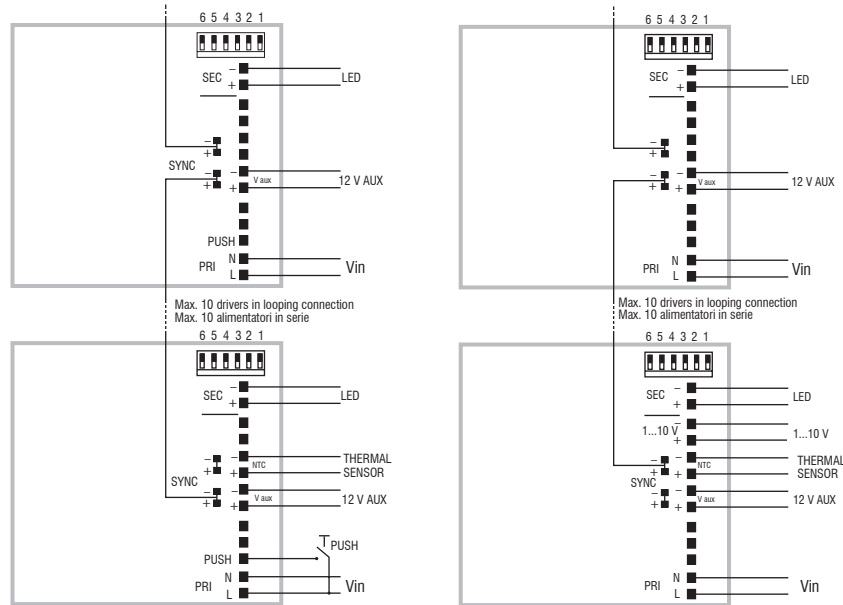 6 5 4 3 2 1
SEC
−
+
LED
−
+
SYNC
−
+
−
+
V aux
12 V AUX
PUSH
PRI
N
L
Vin
Max. 10 drivers in looping connection
Max. 10 alimentatori in serie
6 5 4 3 2 1
SEC
−
+
LED
−
+
SYNC
−
+
−
+
NTC
THERMAL
SENSOR
−
+
V aux
12 V AUX
PUSH
PUSH
PRI
N
L
Vin
6 5 4 3 2 1
SEC
−
+
LED
−
+
−
+
−
+
V aux
12 V AUX
PRI
N
L
Vin
Max. 10 drivers in looping connection
Max. 10 alimentatori in serie
6 5 4 3 2 1
SEC
−
+
LED
1...10 V
−
+
1...10 V
−
+
SYNC
−
+
−
+
NTC
THERMAL
SENSOR
−
+
V aux
12 V AUX
PRI
N
L
Vin